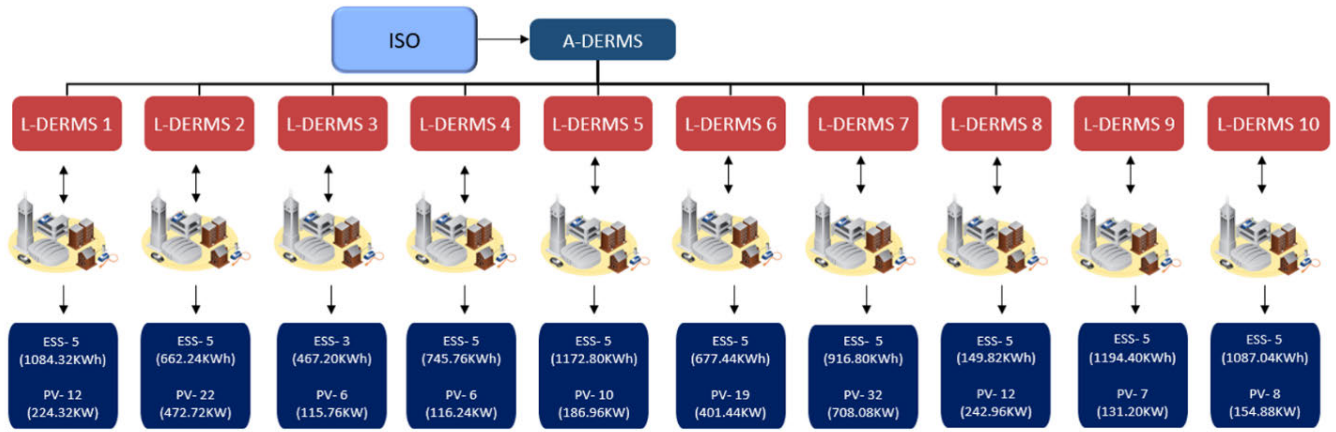 ISO
A-DERMS
L-DERMS 1
L-DERMS 2
L-DERMS 3
L-DERMS 4
L-DERMS 5
L-DERMS 6
L-DERMS 7
L-DERMS 8
L-DERMS 9
L-DERMS 10
ESS- 5
(1084.32KWh)
PV- 12
(224.32KW)
ESS- 5
(662.24KWh)
PV- 22
(472.72KW)
ESS- 3
(467.20KWh)
PV- 6
(115.76KW)
ESS- 5
(745.76KWh)
PV- 6
(116.24KW)
ESS- 5
(1172.80KWh)
PV- 10
(186.96KW)
ESS- 5
(677.44KWh)
PV- 19
(401.44KW)
ESS- 5
(916.80KWh)
PV- 32
(708.08KW)
ESS- 5
(149.82KWh)
PV- 12
(242.96KW)
ESS- 5
(1194.40KWh)
PV- 7
(131.20KW)
ESS- 5
(1087.04KWh)
PV- 8
(154.88KW)